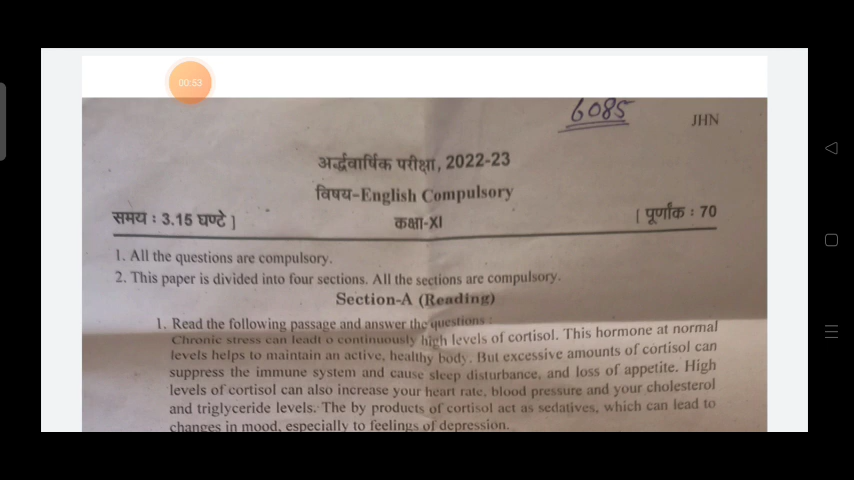 00:53
6085
JHN
अर्द्धवार्षिक परीक्षा, 2022-23
विषय-English Compulsory
समय : 3.15 घण्टे ]
कक्षा-XI
[ पूर्णांक : 70
1. All the questions are compulsory.
2. This paper is divided into four sections. All the sections are compulsory.
Section-A (Reading)
1. Read the following passage and answer the questions :
Chronic stress can leadt o continuously high levels of cortisol. This hormone at normal
levels helps to maintain an active, healthy body. But excessive amounts of cortisol can
suppress the immune system and cause sleep disturbance, and loss of appetite. High
levels of cortisol can also increase your heart rate, blood pressure and your cholesterol
and triglyceride levels. The by products of cortisol act as sedatives, which can lead to
changes in mood, especially to feelings of depression.